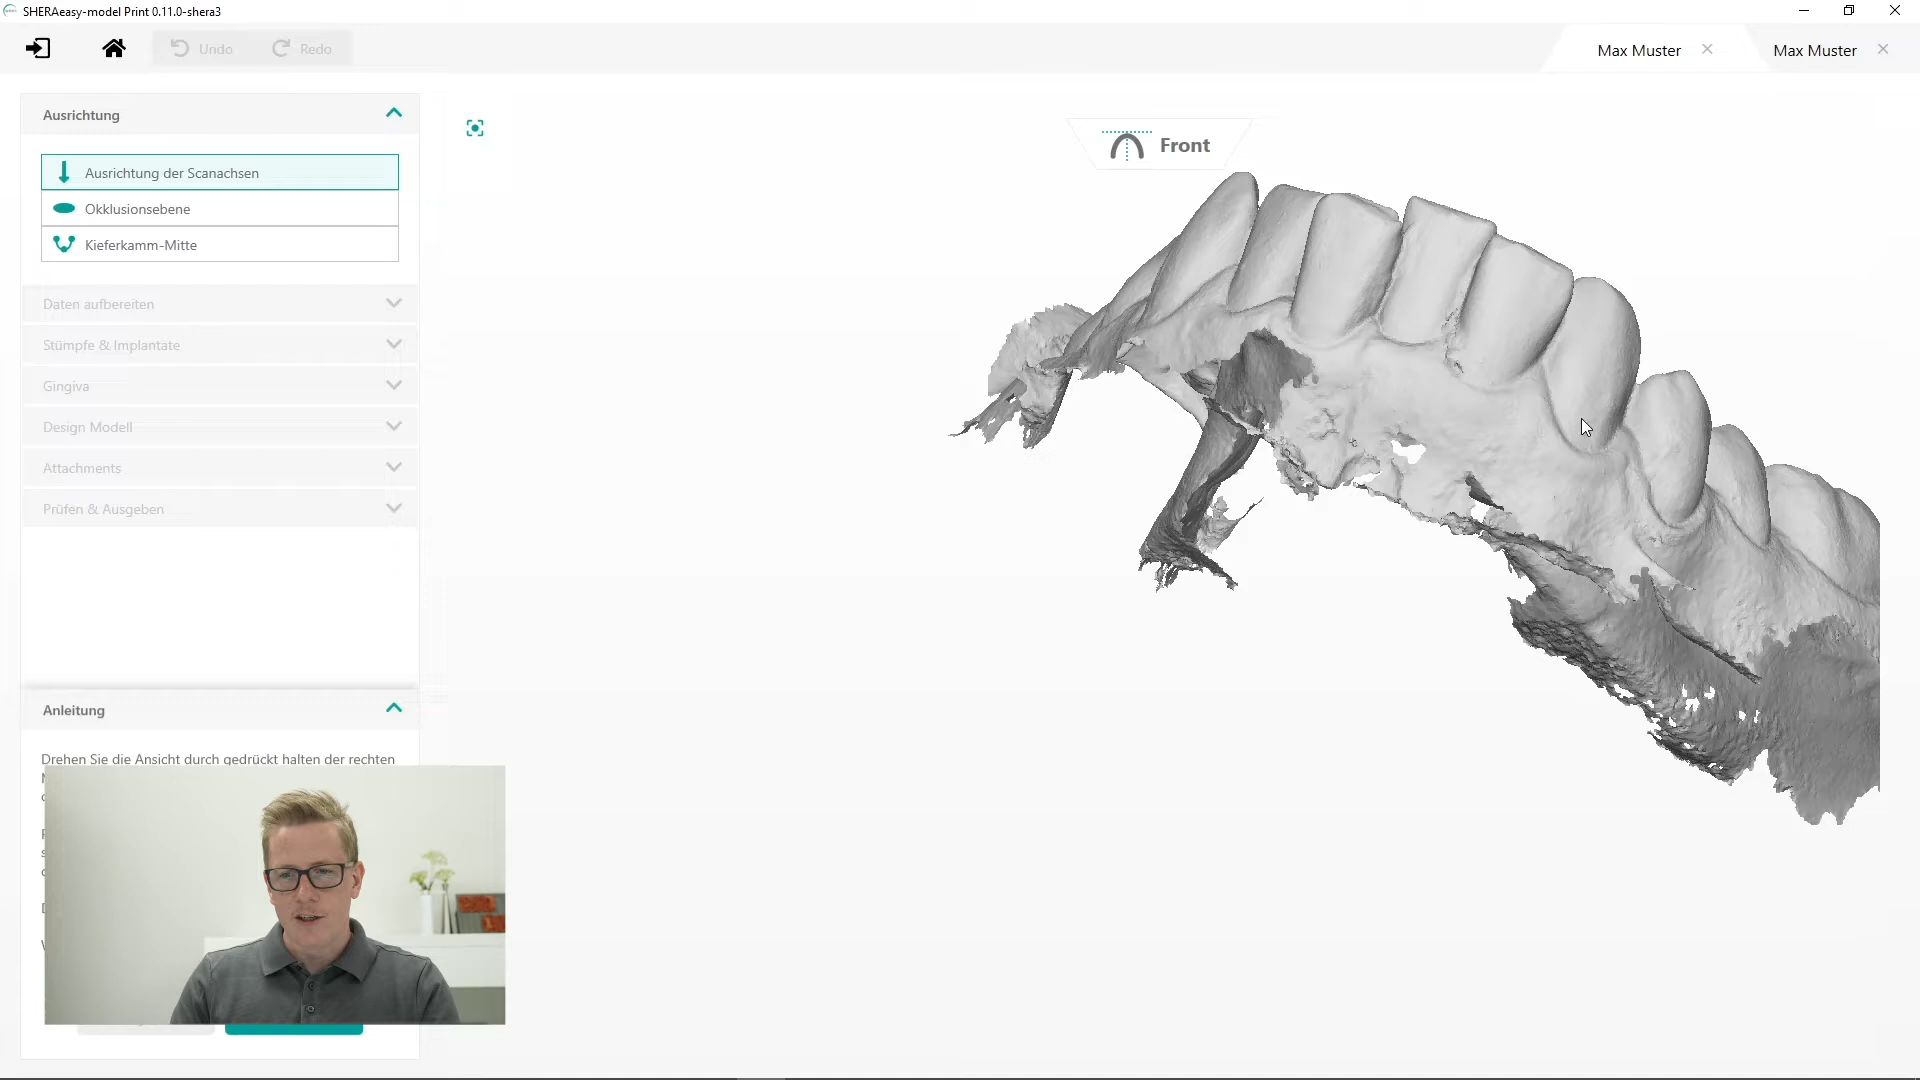 SHERAeasy-model Print 0.11.0-shera3
Undo
Redo
Max Muster
Max Muster
Ausrichtung
Ausrichtung der Scanachsen
Okklusionsebene
Kieferkamm-Mitte
Daten aufbereiten
Stümpfe & Implantate
Gingiva
Design Modell
Attachments
Prüfen & Ausgeben
Front
Anleitung
Drehen Sie die Ansicht durch gedrückt halten der rechten